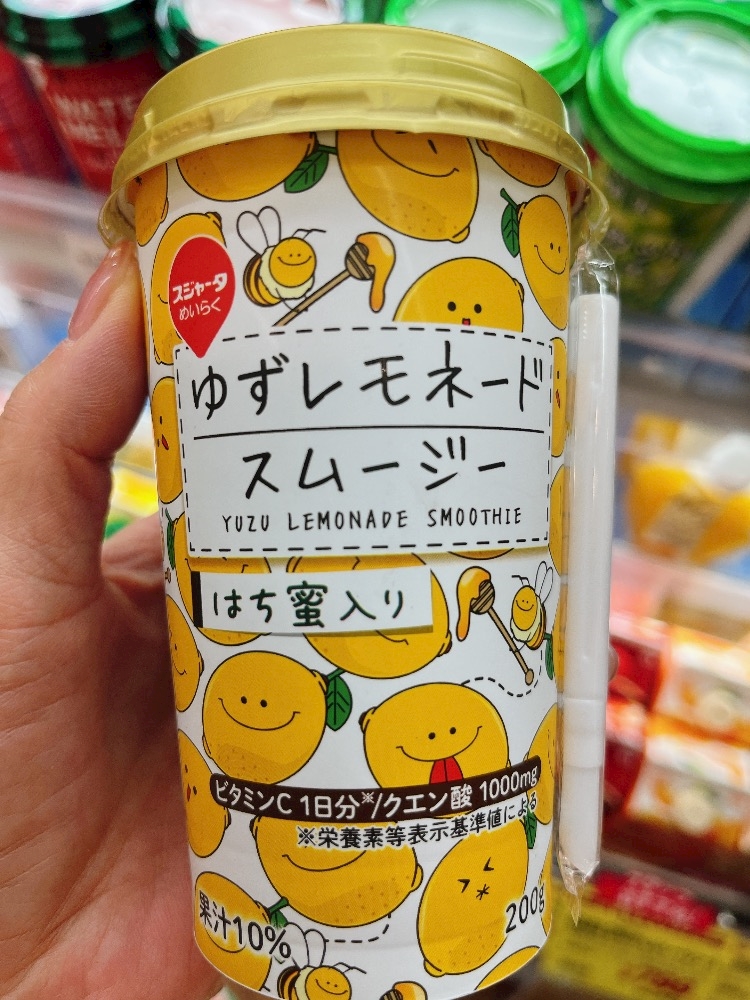 スジャータ
めいらく
ゆずレモネード
スムージー
YUZU LEMONADE SMOOTHIE
はち蜜入り
ビタミンC 1日分※/クエン酸 1000mg
※栄養素等表示基準値による
果汁10%
200g